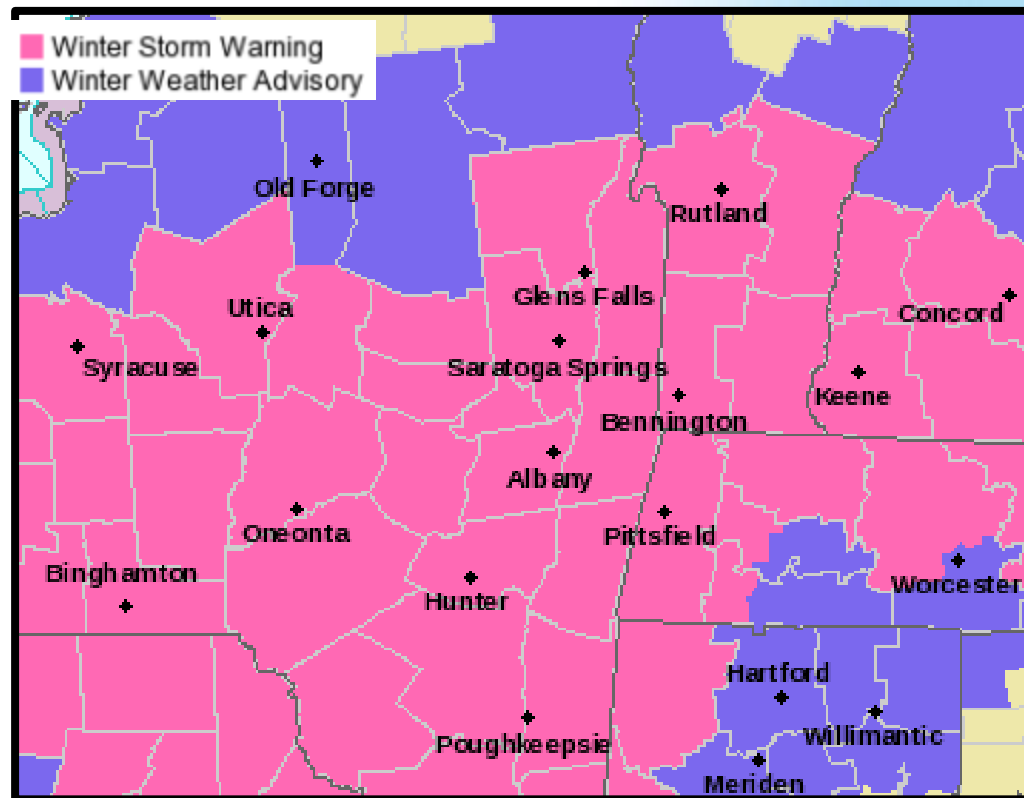 Winter Storm Warning
Winter Weather Advisory
Old Forge
Rutland
Glens Falls
Utica
Concord
Syracuse
Saratoga Springs
Keene
Bennington
Albany
Oneonta
Pittsfield
Binghamton
Worcester
Hunter
Hartford
Willimantic
Poughkeepsie
Meriden